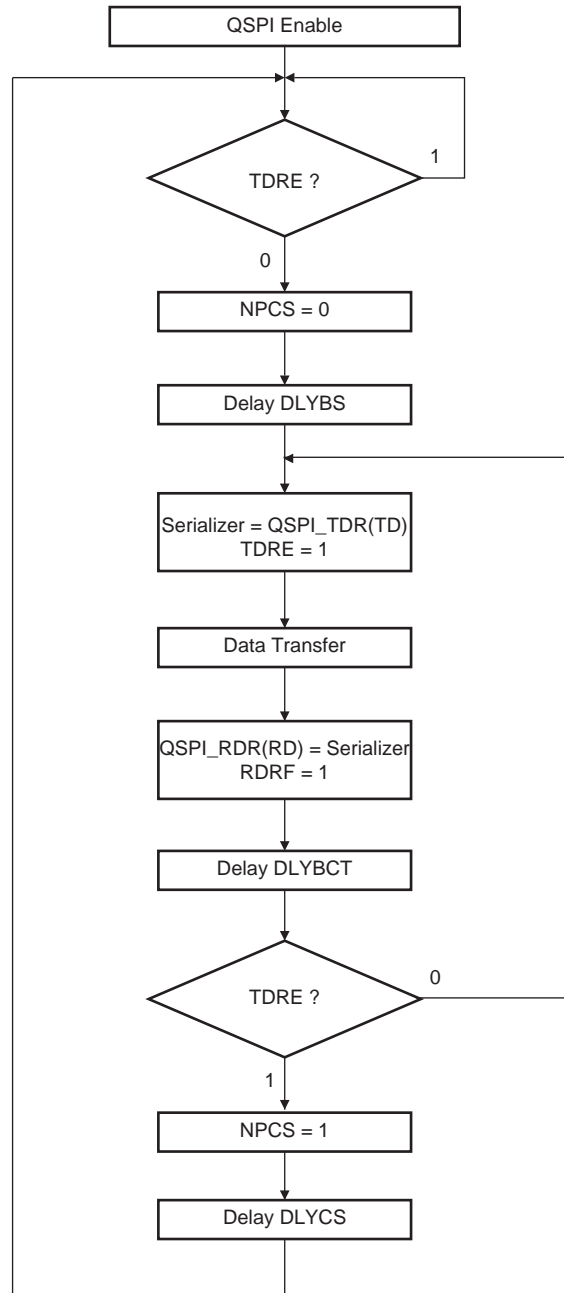 QSPI Enable
TDRE ?
1
0
NPCS = 0
Delay DLYBS
Serializer = QSPI_TDR(TD)
TDRE = 1
Data Transfer
QSPI_RDR(RD) = Serializer
RDRF = 1
Delay DLYBCT
TDRE ?
0
1
NPCS = 1
Delay DLYCS